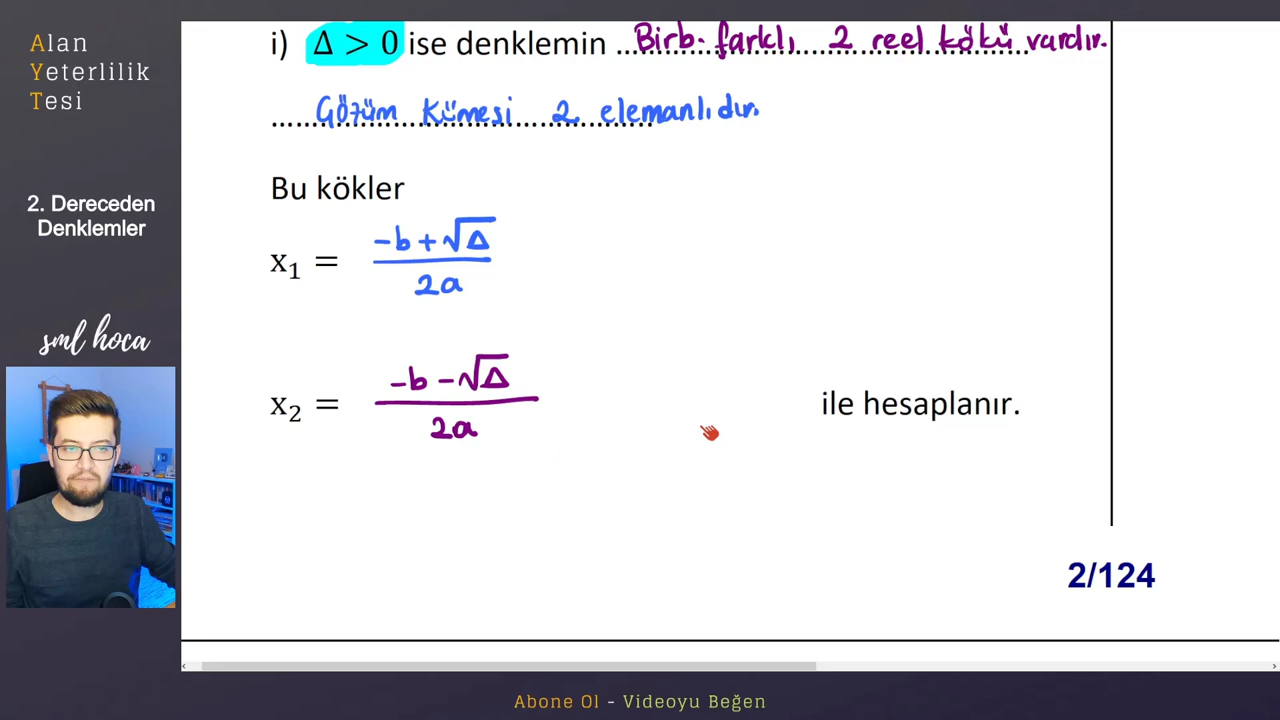 Alan
Yeterlilik
Tesi
2. Dereceden
Denklemler
sml hoca
i) Δ > 0 ise denklemin ...Birb. farklı 2 reel kökü vardır.
....Çözüm Kümesi 2 elemanlıdır.
Bu kökler
x₁ = (-b+√Δ)/2a
x₂ = (-b-√Δ)/2a ile hesaplanır.
2/124
Abone Ol - Videoyu Beğen